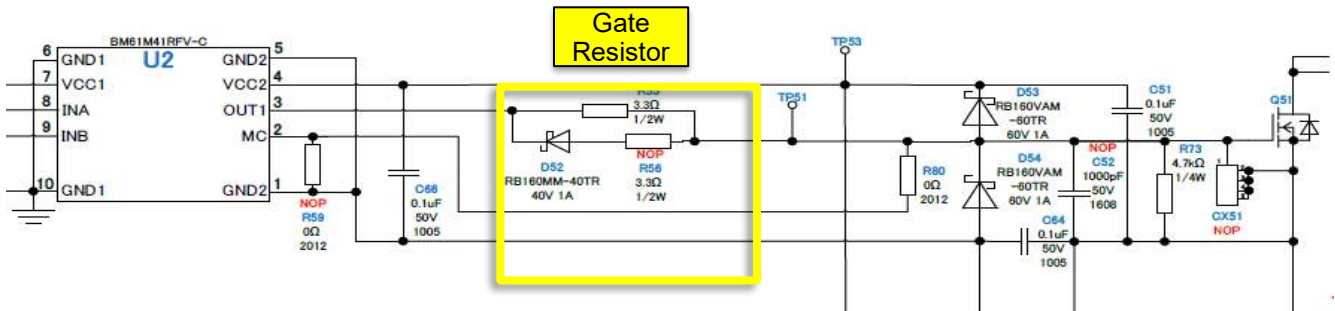 Gate
Resistor
BM61M41RFV-C
U2
6 GND1
7 VCC1
8 INA
9 INB
10 GND1
GND2 5
VCC2 4
OUT1 3
MC 2
GND2 1
NOP
R59
0Ω
2012
C66
0.1uF
50V
1005
3.3Ω
1/2W
D52
RB160MM-40TR
40V 1A
NOP
R56
3.3Ω
1/2W
TP51
TP53
D53
RB160VAM
-60TR
60V 1A
D54
RB160VAM
-60TR
60V 1A
R80
0Ω
2012
C64
0.1uF
50V
1005
C51
0.1uF
50V
1005
NOP
C52
1000pF
50V
1608
R73
4.7kΩ
1/4W
CX51
NOP
Q51